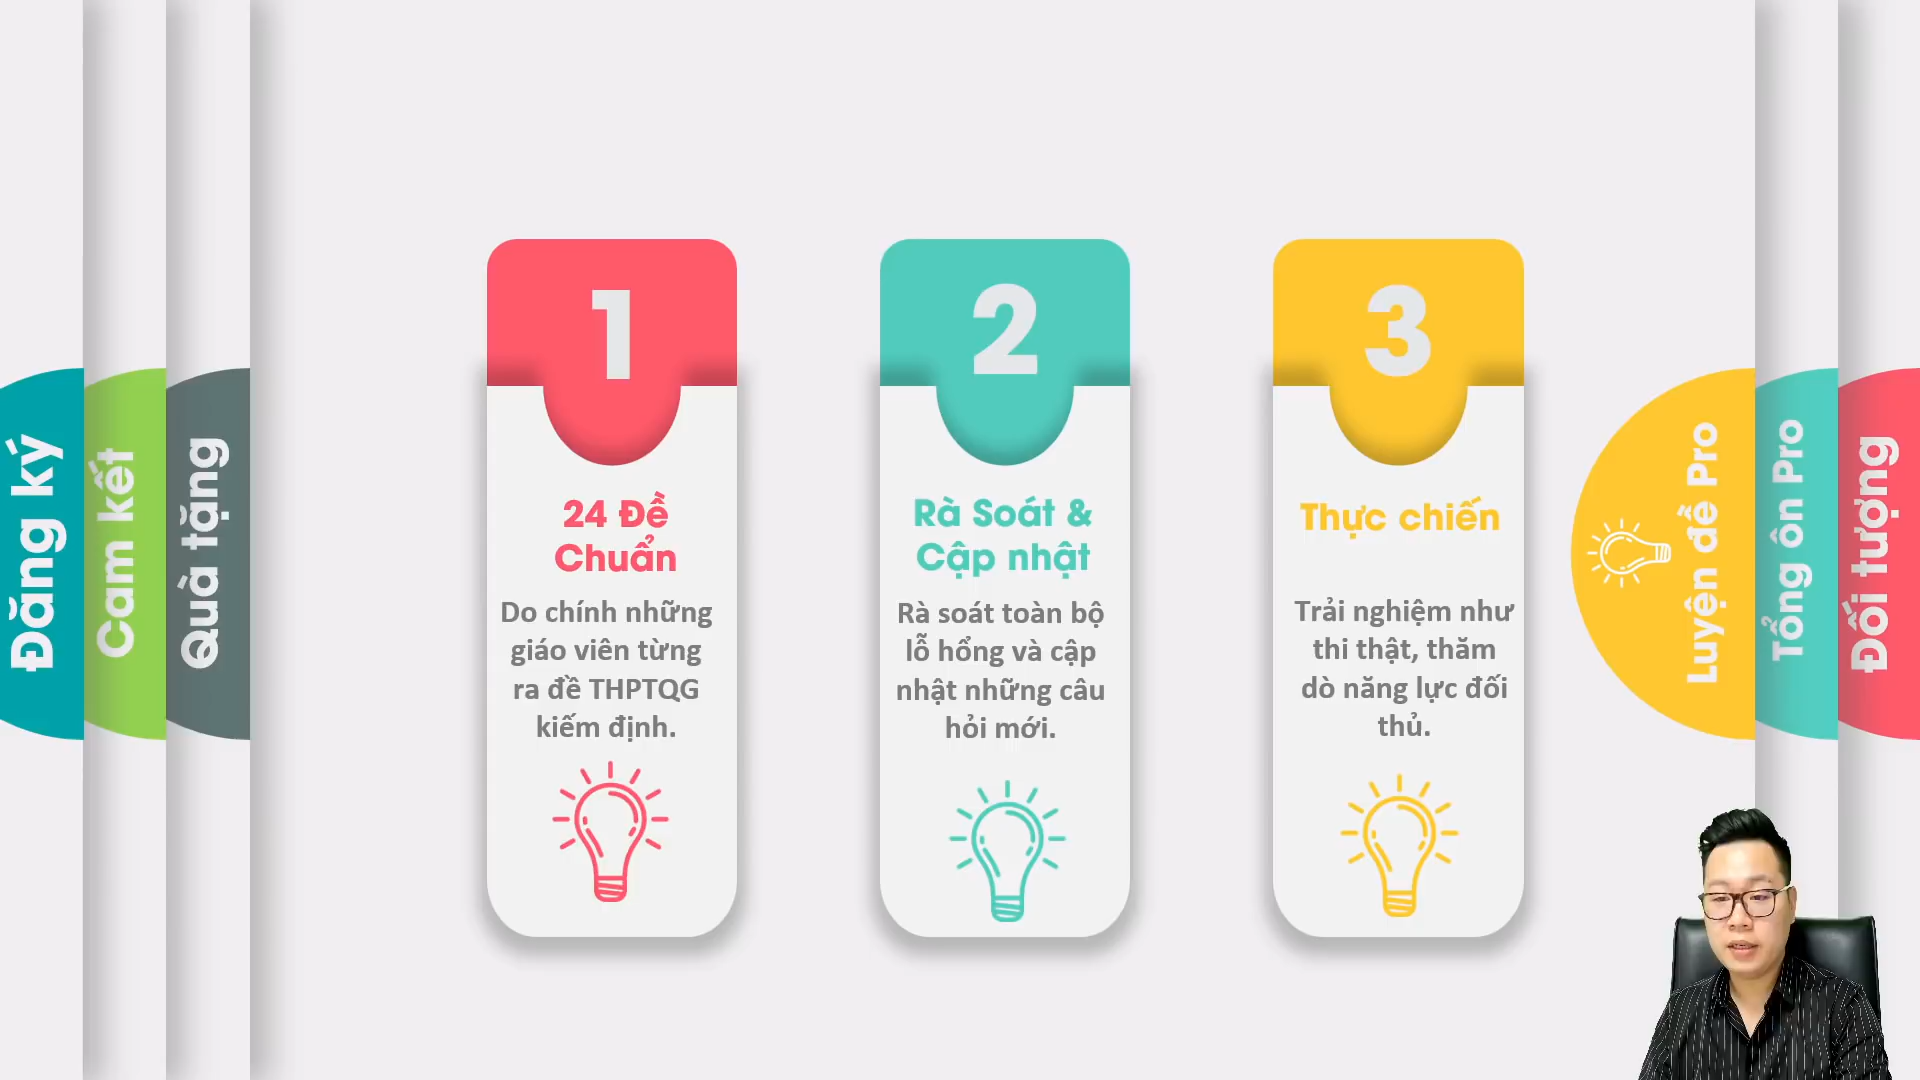 Đăng ký
Cam kết
Quà tặng
1
24 Đề
Chuẩn
Do chính những
giáo viên từng
ra đề THPTQG
kiếm định.
2
Rà Soát &
Cập nhật
Rà soát toàn bộ
lỗ hổng và cập
nhật những câu
hỏi mới.
3
Thực chiến
Trải nghiệm như
thi thật, thăm
dò năng lực đối
thủ.
Luyện đề Pro
Tổng ôn Pro
Đối tượng